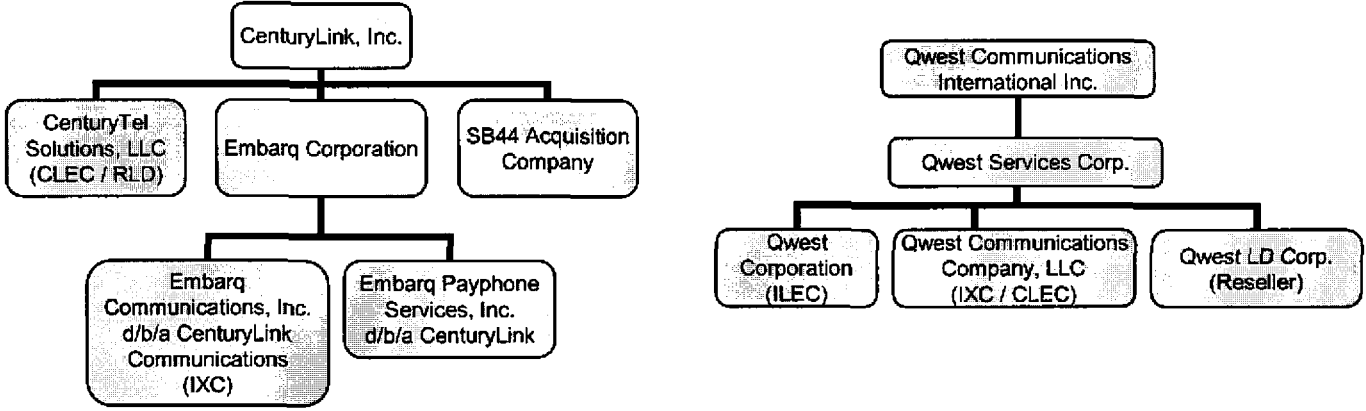 CenturyLink, Inc.
CenturyTel
Solutions, LLC
(CLEC / RLD)
Embarq Corporation
SB44 Acquisition
Company
Embarq
Communications, Inc.
d/b/a CenturyLink
Communications
(IXC)
Embarq Payphone
Services, Inc.
d/b/a CenturyLink
Qwest Communications
International Inc.
Qwest Services Corp.
Qwest
Corporation
(ILEC)
Qwest Communications
Company, LLC
(IXC / CLEC)
Qwest LD Corp.
(Reseller)